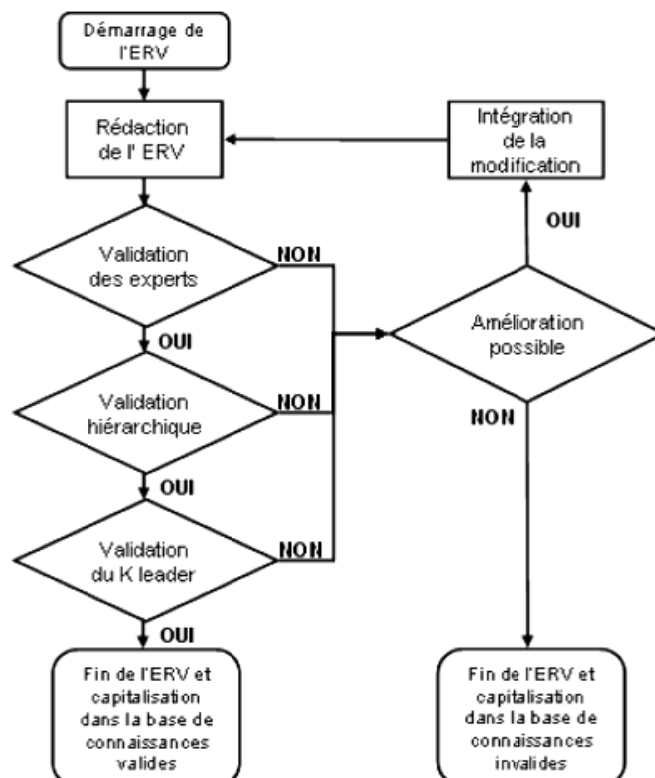 Démarrage de
l'ERV
Rédaction
de l' ERV
Intégration
de la
modification
OUI
Validation
des experts
NON
Amélioration
possible
OUI
Validation
hiérarchique
NON
NON
OUI
Validation
du K leader
NON
OUI
Fin de l'ERV et
capitalisation
dans la base de
connaissances
valides
Fin de l'ERV et
capitalisation
dans la base de
connaissances
invalides